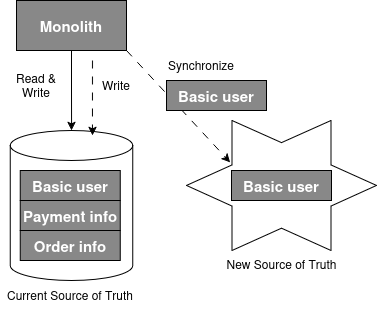 Monolith
Synchronize
Read &
Write
Write
Basic user
Basic user
Payment info
Order info
Basic user
New Source of Truth
Current Source of Truth